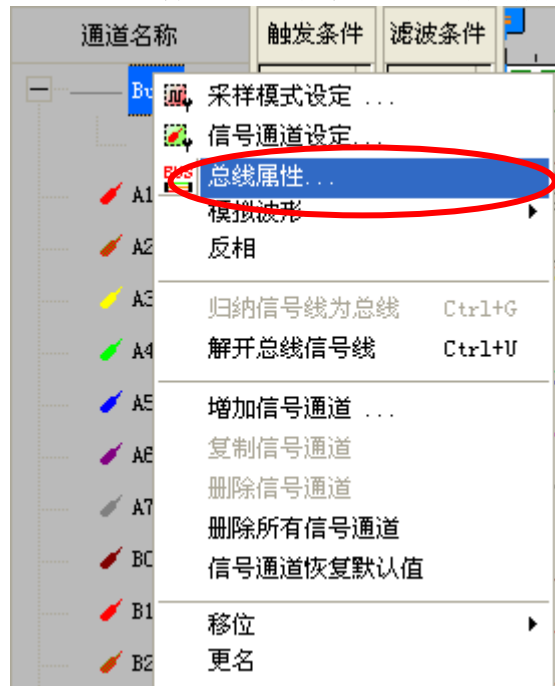 通道名称 触发条件 滤波条件
采样模式设定 ...
信号通道设定...
BUS 总线属性...
A1 模拟波形
A2 反相
A3 归纳信号线为总线 Ctrl+G
A4 解开总线信号线 Ctrl+U
A5 增加信号通道 ...
A6 复制信号通道
删除信号通道
A7 删除所有信号通道
B0 信号通道恢复默认值
B1 移位
B2 更名